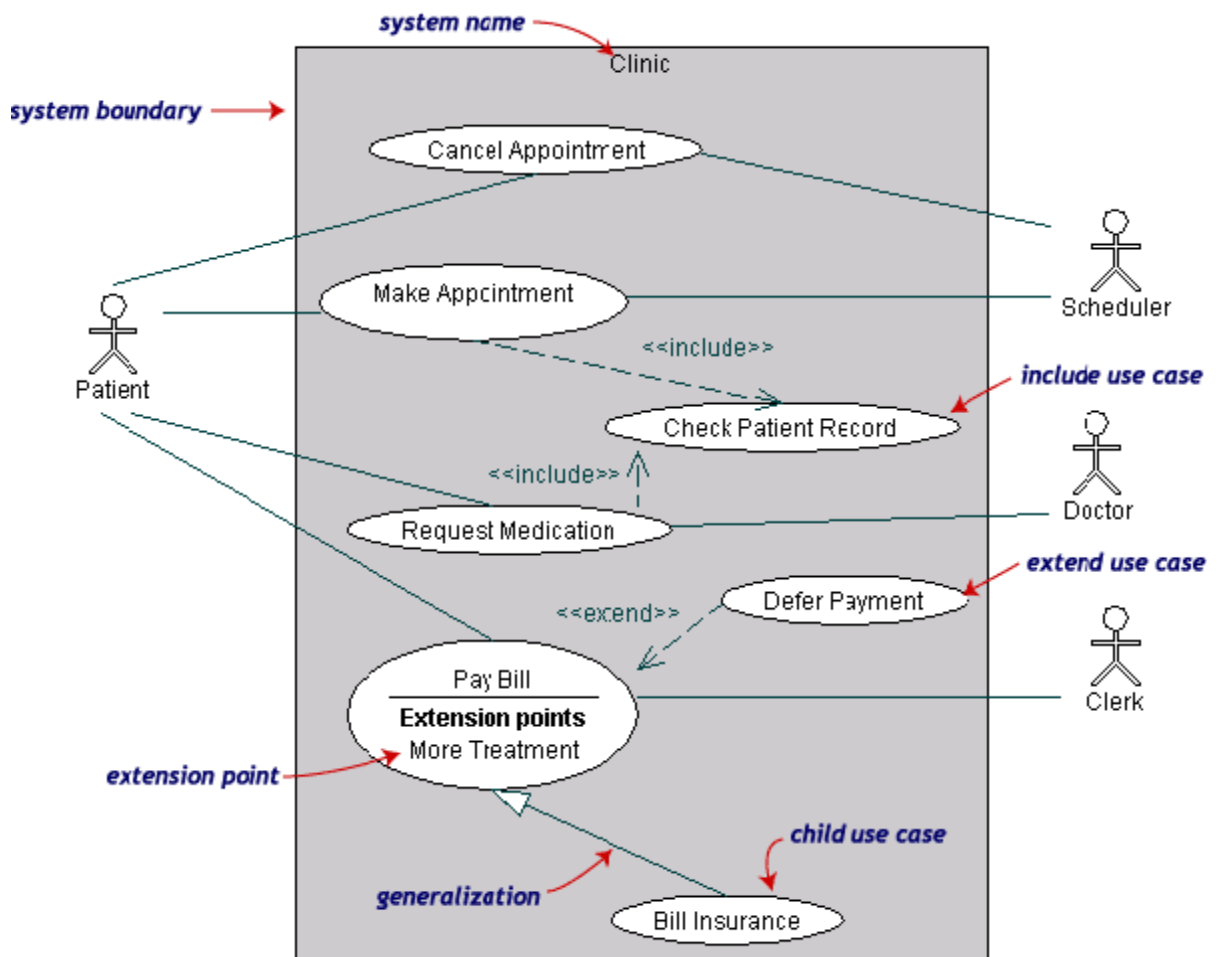 system name
Clinic
system boundary
Cancel Appointment
Make Appointment
Scheduler
Patient
<<include>>
include use case
Check Patient Record
<<include>>
Request Medication
Doctor
extend use case
Defer Payment
<<extend>>
Pay Bill
Clerk
Extension points
More Treatment
extension point
child use case
generalization
Bill Insurance